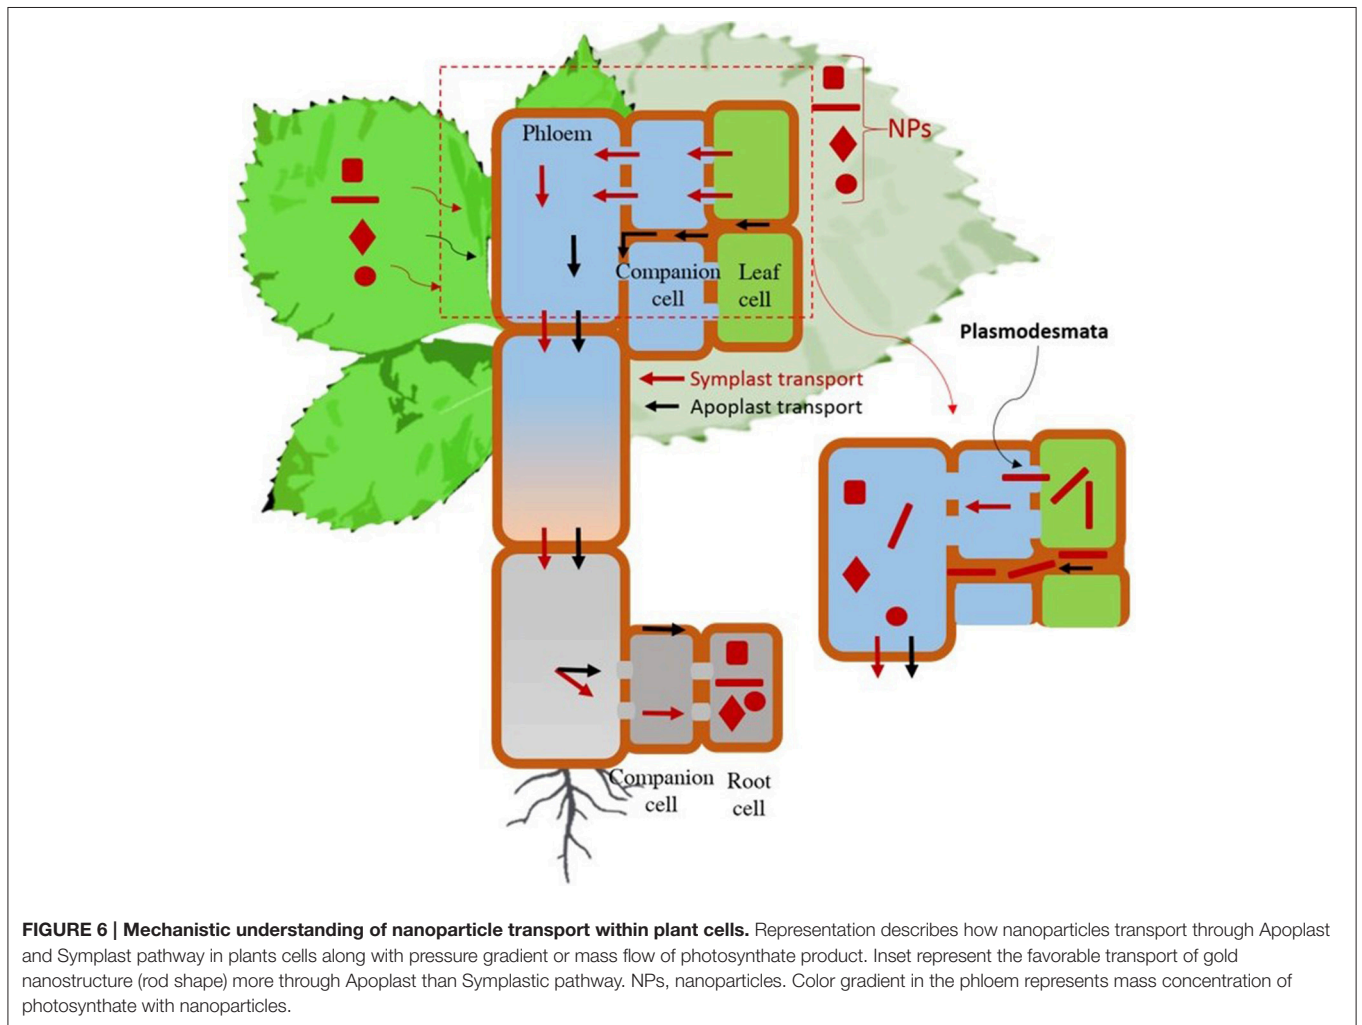 Phloem
NPs
Companion
cell
Leaf
cell
Plasmodesmata
Symplast transport
Apoplast transport
Companion
cell
Root
cell
FIGURE 6 | Mechanistic understanding of nanoparticle transport within plant cells. Representation describes how nanoparticles transport through Apoplast
and Symplast pathway in plants cells along with pressure gradient or mass flow of photosynthate product. Inset represent the favorable transport of gold
nanostructure (rod shape) more through Apoplast than Symplastic pathway. NPs, nanoparticles. Color gradient in the phloem represents mass concentration of
photosynthate with nanoparticles.